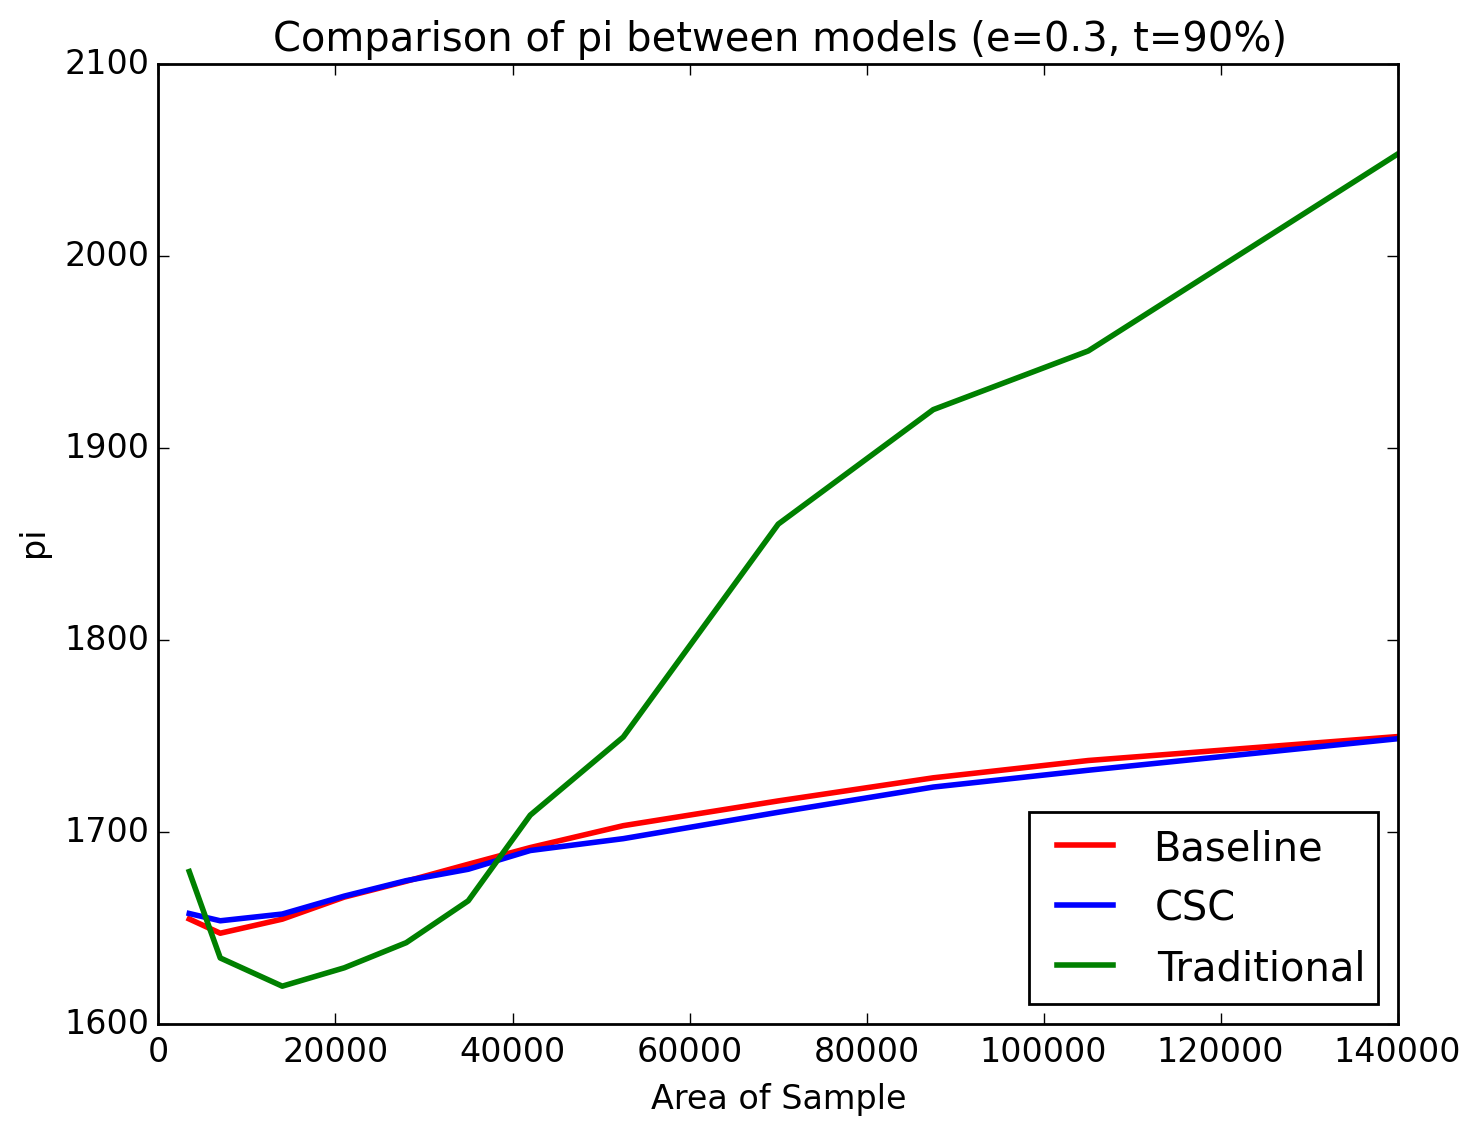 Comparison of pi between models (e=0.3, t=90%)
2100
2000
1900
1800
1700
1600
pi
Baseline
CSC
Traditional
0 20000 40000 60000 80000 100000 120000 140000
Area of Sample